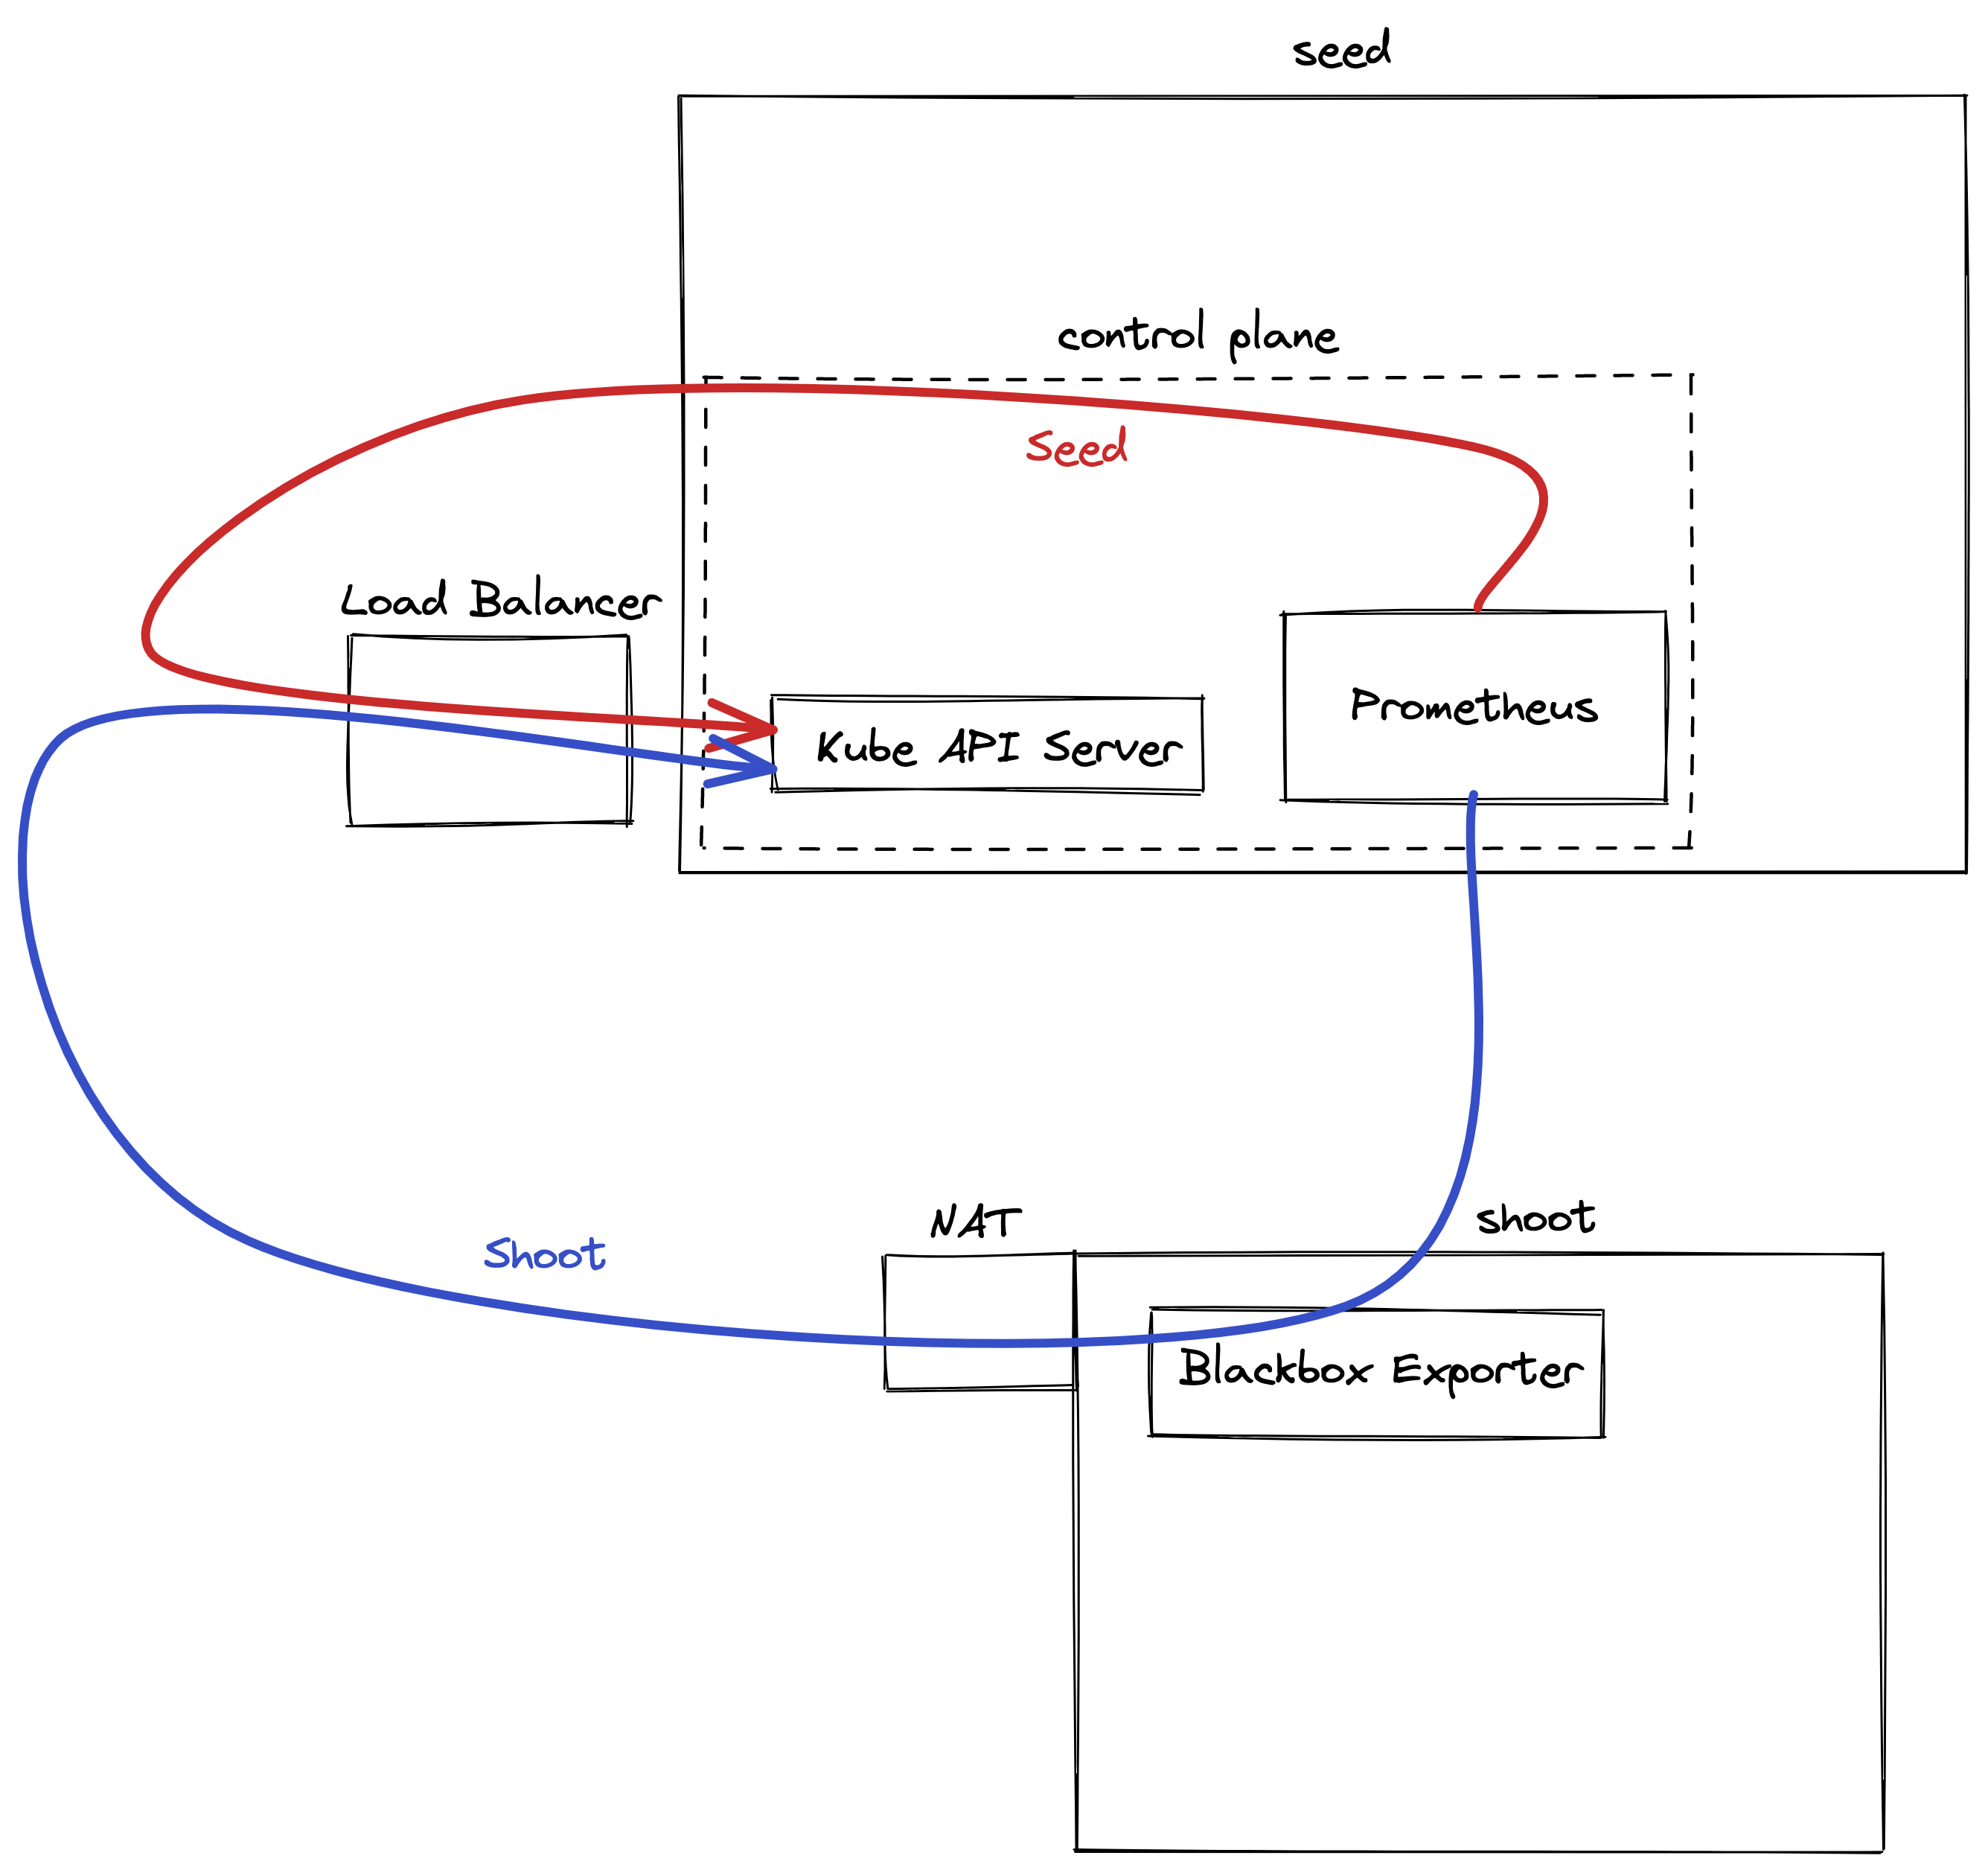 seed
control plane
Seed
Load Balancer
Prometheus
Kube API Server
NAT
shoot
Shoot
Blackbox Exporter